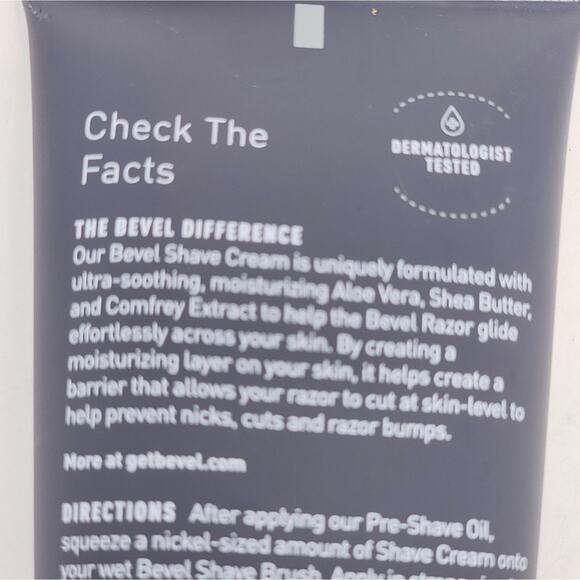 Check The
Facts
DERMATOLOGIST
TESTED
THE BEVEL DIFFERENCE
Our Bevel Shave Cream is uniquely formulated with
ultra-soothing, moisturizing Aloe Vera, Shea Butter,
and Comfrey Extract to help the Bevel Razor glide
effortlessly across your skin. By creating a
moisturizing layer on your skin, it helps create a
barrier that allows your razor to cut at skin-level to
help prevent nicks, cuts and razor bumps.
More at getbevel.com
DIRECTIONS After applying our Pre-Shave Oil,
squeeze a nickel-sized amount of Shave Cream onto
your wet Bevel Shave Brush. Apply in